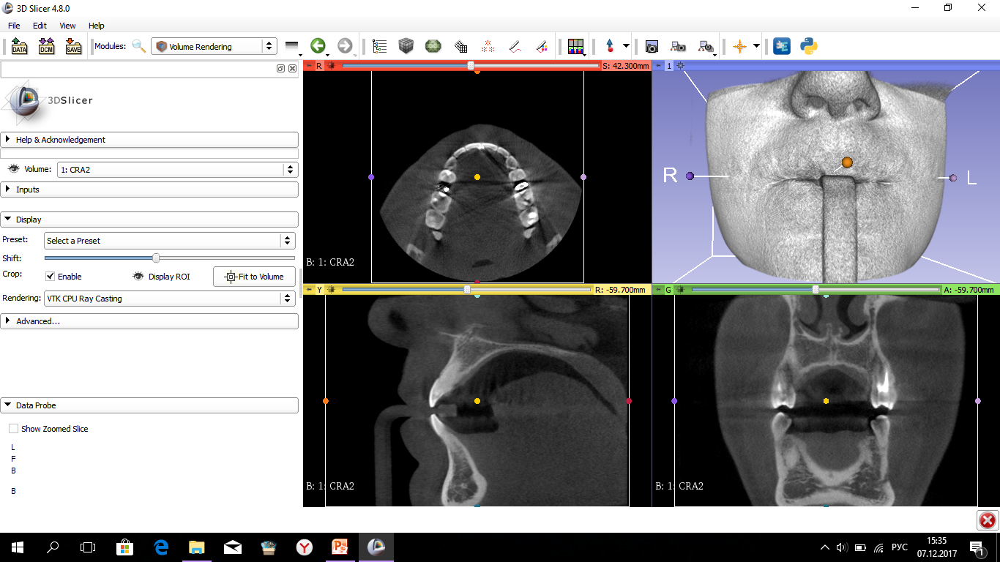 3D Slicer 4.8.0
File Edit View Help
DATA DCM SAVE Modules: Volume Rendering
R S: 42.300mm
1
3DSlicer
Help & Acknowledgement
Volume: 1: CRA2
Inputs
Display
Preset: Select a Preset
Shift:
Crop: Enable Display ROI Fit to Volume
Rendering: VTK CPU Ray Casting
Advanced...
Data Probe
Show Zoomed Slice
L
F
B
B
B: 1: CRA2
R L
Y R: -59.700mm
G A: -59.700mm
B: 1: CRA2
B: 1: CRA2
РУС
15:35
07.12.2017
1